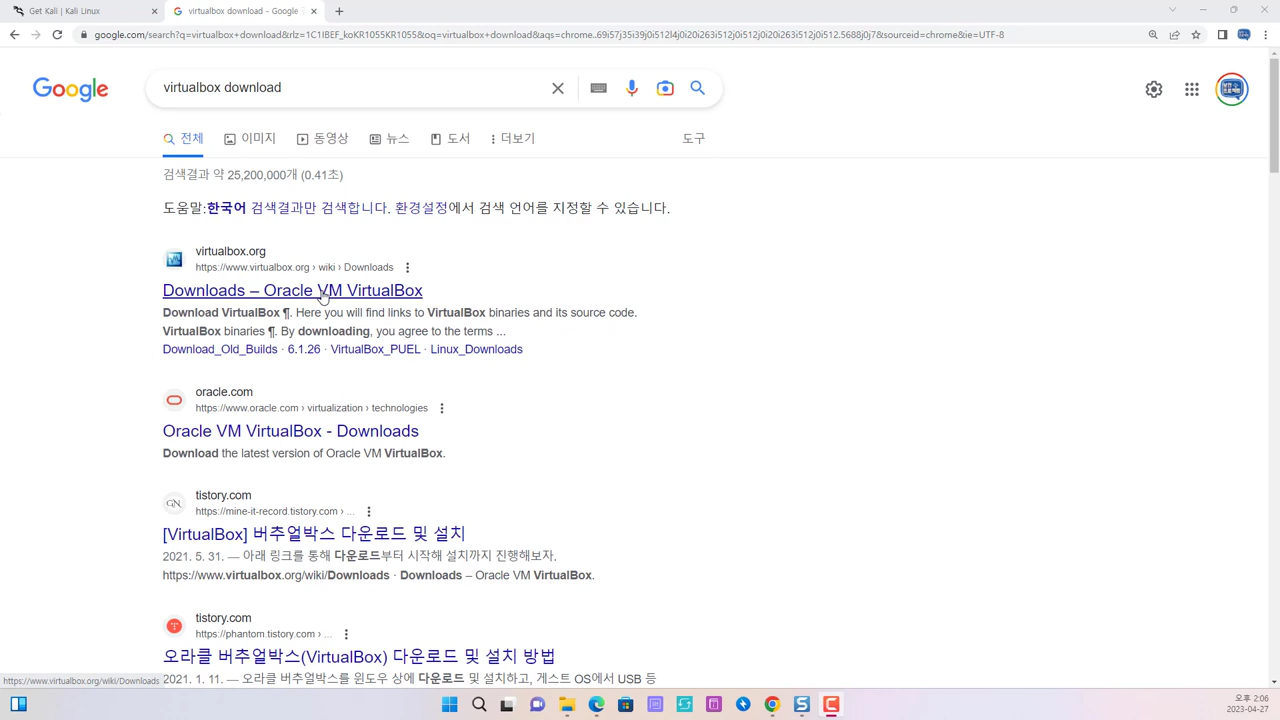 Get Kali | Kali Linux
virtualbox download - Google
google.com/search?q=virtualbox+download&rlz=1C1IBEF_koKR1055KR1055&oq=virtualbox+download&aqs=chrome..69i57j35i39j0i512l4j0i20i263i512j0i512j0i20i263i512j0i512.5688j0j7&sourceid=chrome&ie=UTF-8
Google
virtualbox download
전체 이미지 동영상 뉴스 도서 더보기 도구
검색결과 약 25,200,000개 (0.41초)
도움말:한국어 검색결과만 검색합니다. 환경설정에서 검색 언어를 지정할 수 있습니다.
virtualbox.org
https://www.virtualbox.org › wiki › Downloads
Downloads – Oracle VM VirtualBox
Download VirtualBox ¶. Here you will find links to VirtualBox binaries and its source code.
VirtualBox binaries ¶. By downloading, you agree to the terms ...
Download_Old_Builds · 6.1.26 · VirtualBox_PUEL · Linux_Downloads
oracle.com
https://www.oracle.com › virtualization › technologies
Oracle VM VirtualBox - Downloads
Download the latest version of Oracle VM VirtualBox.
tistory.com
GN.
https://mine-it-record.tistory.com › ...
[VirtualBox] 버추얼박스 다운로드 및 설치
2021. 5. 31. — 아래 링크를 통해 다운로드부터 시작해 설치까지 진행해보자.
https://www.virtualbox.org/wiki/Downloads · Downloads – Oracle VM VirtualBox.
tistory.com
https://phantom.tistory.com › ...
오라클 버추얼박스(VirtualBox) 다운로드 및 설치 방법
2021. 1. 11. — 오라클 버추얼박스를 윈도우 상에 다운로드 및 설치하고, 게스트 OS에서 USB 등
https://www.virtualbox.org/wiki/Downloads
오후 2:06
2023-04-27